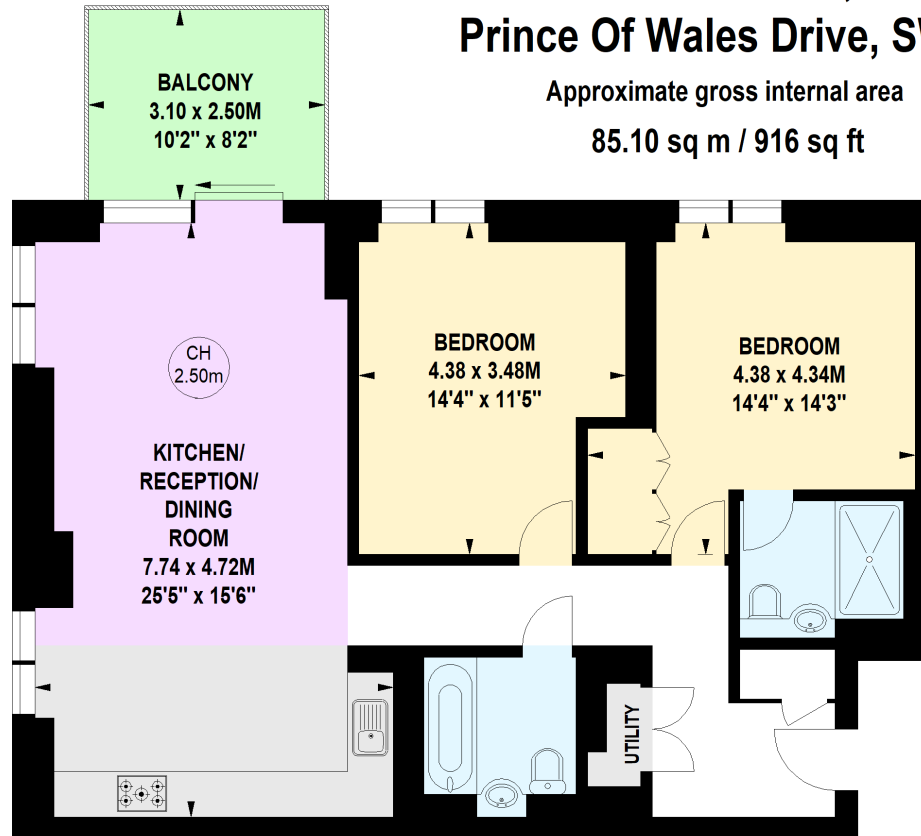 Prince Of Wales Drive, SW
Approximate gross internal area
85.10 sq m / 916 sq ft
BALCONY
3.10 x 2.50M
10'2" x 8'2"
CH
2.50m
KITCHEN/
RECEPTION/
DINING
ROOM
7.74 x 4.72M
25'5" x 15'6"
BEDROOM
4.38 x 3.48M
14'4" x 11'5"
BEDROOM
4.38 x 4.34M
14'4" x 14'3"
UTILITY